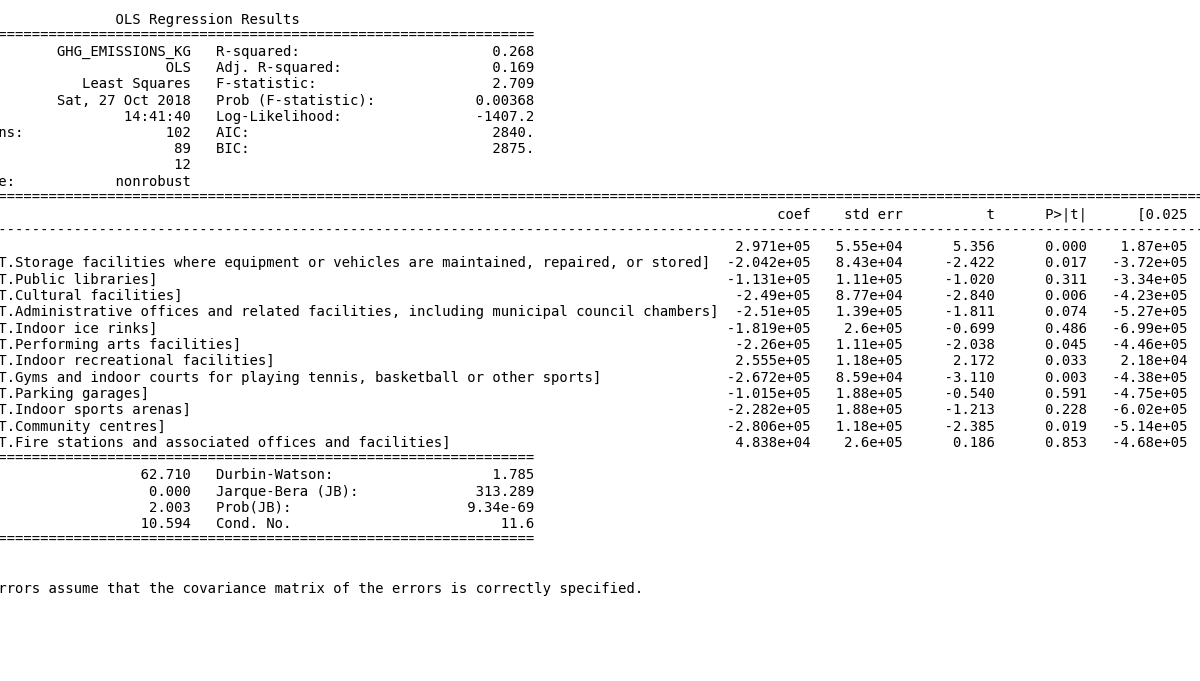 OLS Regression Results
==============================================================================
GHG_EMISSIONS_KG R-squared: 0.268
OLS Adj. R-squared: 0.169
Least Squares F-statistic: 2.709
Sat, 27 Oct 2018 Prob (F-statistic): 0.00368
14:41:40 Log-Likelihood: -1407.2
ns: 102 AIC: 2840.
89 BIC: 2875.
12
e: nonrobust
==============================================================================
coef std err t P>|t| [0.025
------------------------------------------------------------------------------
2.971e+05 5.55e+04 5.356 0.000 1.87e+05
T.Storage facilities where equipment or vehicles are maintained, repaired, or stored] -2.042e+05 8.43e+04 -2.422 0.017 -3.72e+05
T.Public libraries] -1.131e+05 1.11e+05 -1.020 0.311 -3.34e+05
T.Cultural facilities] -2.49e+05 8.77e+04 -2.840 0.006 -4.23e+05
T.Administrative offices and related facilities, including municipal council chambers] -2.51e+05 1.39e+05 -1.811 0.074 -5.27e+05
T.Indoor ice rinks] -1.819e+05 2.6e+05 -0.699 0.486 -6.99e+05
T.Performing arts facilities] -2.26e+05 1.11e+05 -2.038 0.045 -4.46e+05
T.Indoor recreational facilities] 2.555e+05 1.18e+05 2.172 0.033 2.18e+04
T.Gyms and indoor courts for playing tennis, basketball or other sports] -2.672e+05 8.59e+04 -3.110 0.003 -4.38e+05
T.Parking garages] -1.015e+05 1.88e+05 -0.540 0.591 -4.75e+05
T.Indoor sports arenas] -2.282e+05 1.88e+05 -1.213 0.228 -6.02e+05
T.Community centres] -2.806e+05 1.18e+05 -2.385 0.019 -5.14e+05
T.Fire stations and associated offices and facilities] 4.838e+04 2.6e+05 0.186 0.853 -4.68e+05
==============================================================================
62.710 Durbin-Watson: 1.785
0.000 Jarque-Bera (JB): 313.289
2.003 Prob(JB): 9.34e-69
10.594 Cond. No. 11.6
==============================================================================
rrors assume that the covariance matrix of the errors is correctly specified.